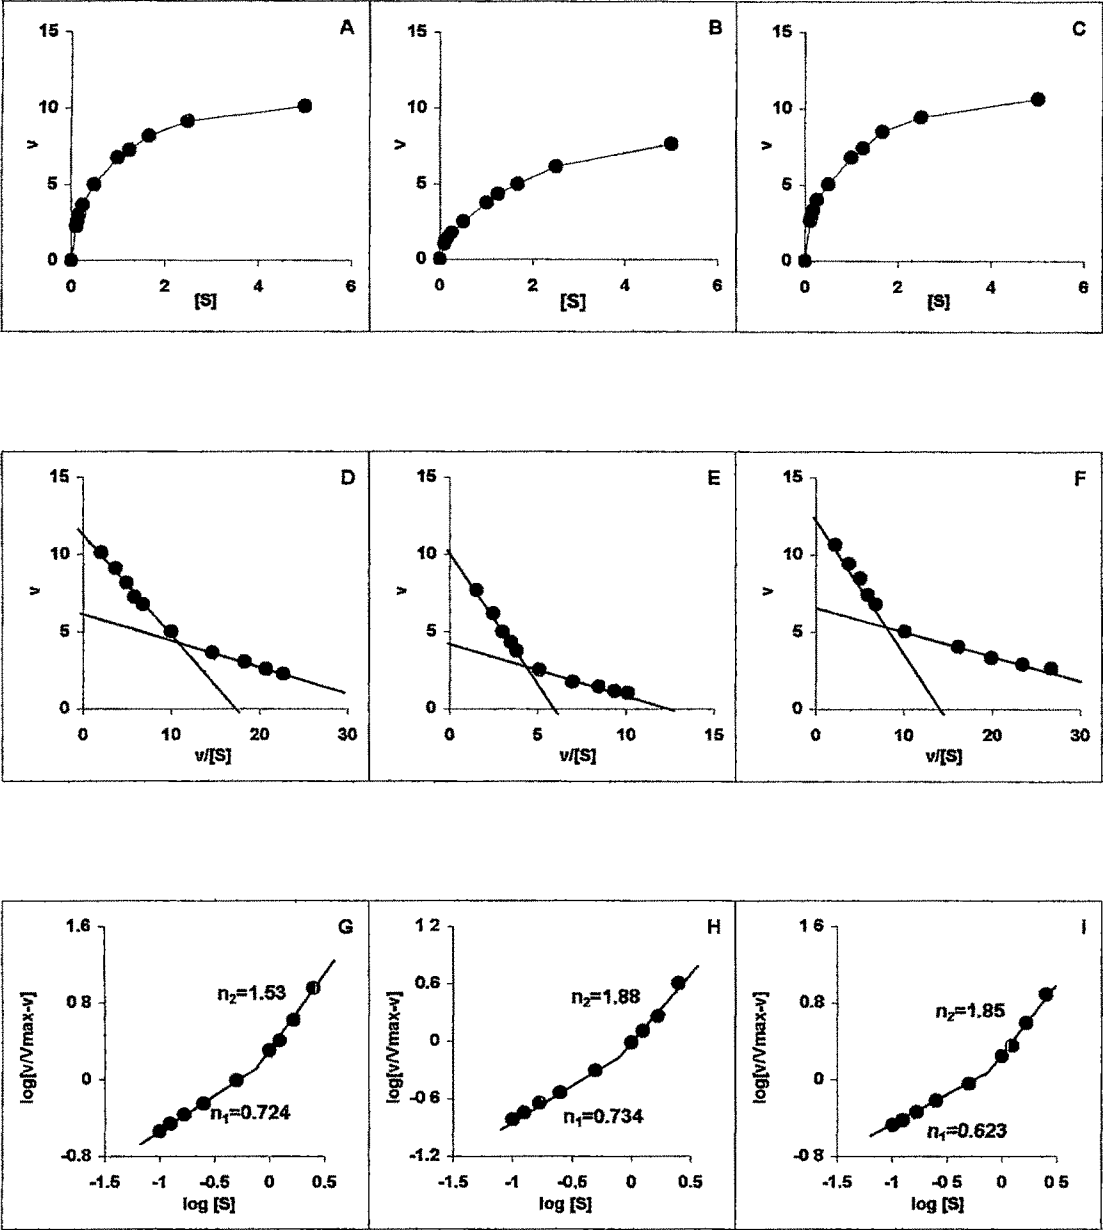 A
15
10
5
0
v
0 2 4 6
[S]
B
15
10
5
0
v
0 2 4 6
[S]
C
15
10
5
0
v
0 2 4 6
[S]
D
15
10
5
0
v
0 10 20 30
v/[S]
E
15
10
5
0
v
0 5 10 15
v/[S]
F
15
10
5
0
v
0 10 20 30
v/[S]
G
1.6
0 8
0
-0.8
log[v/Vmax-v)
n2=1.53
n1=0.724
-1.5 -1 -0.5 0 0.5
log [S]
H
1 2
0.6
0
-0 6
-1.2
log[v/Vmax-v)
n2=1.88
n1=0.734
-1.5 -1 -0,5 0 0.5
log [S]
I
1 6
0.8
0
-0 8
log[v/Vmax-v)
n2=1.85
n1=0.623
-1.5 -1 -0 5 0 0 5
log [S]